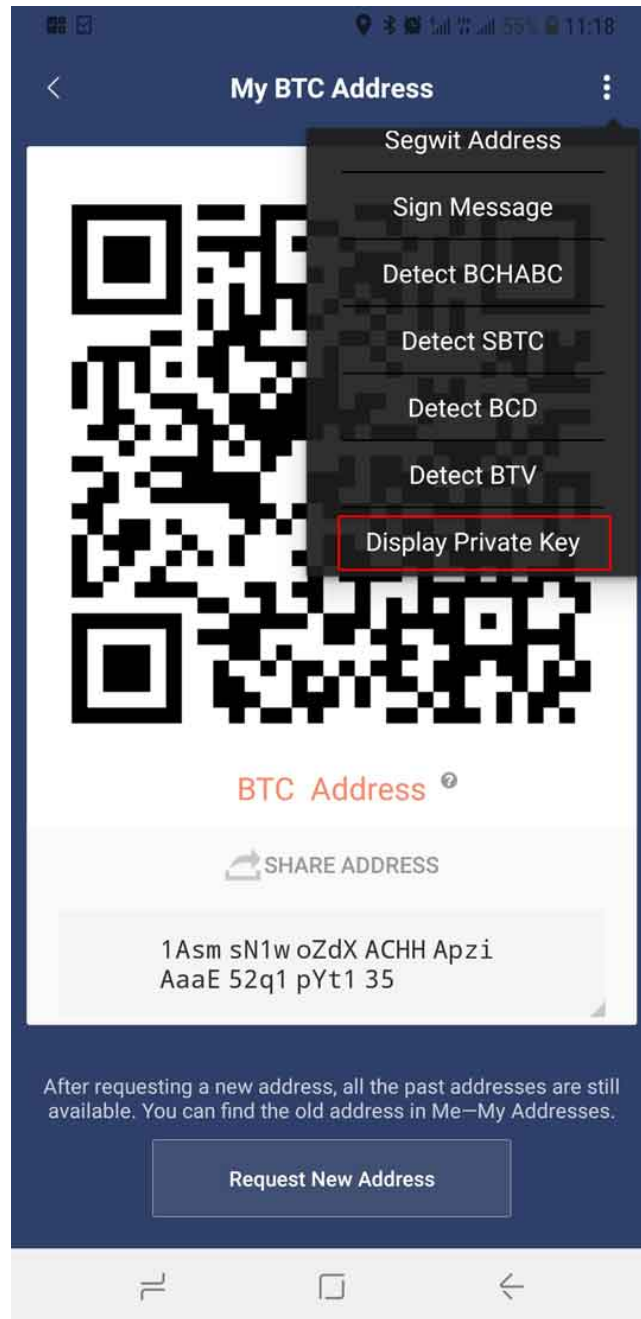 55% 11:18
My BTC Address
Segwit Address
Sign Message
Detect BCHABC
Detect SBTC
Detect BCD
Detect BTV
Display Private Key
BTC Address ?
SHARE ADDRESS
1Asm sN1w oZdX ACHH Apzi
AaaE 52q1 pYt1 35
After requesting a new address, all the past addresses are still
available. You can find the old address in Me—My Addresses.
Request New Address